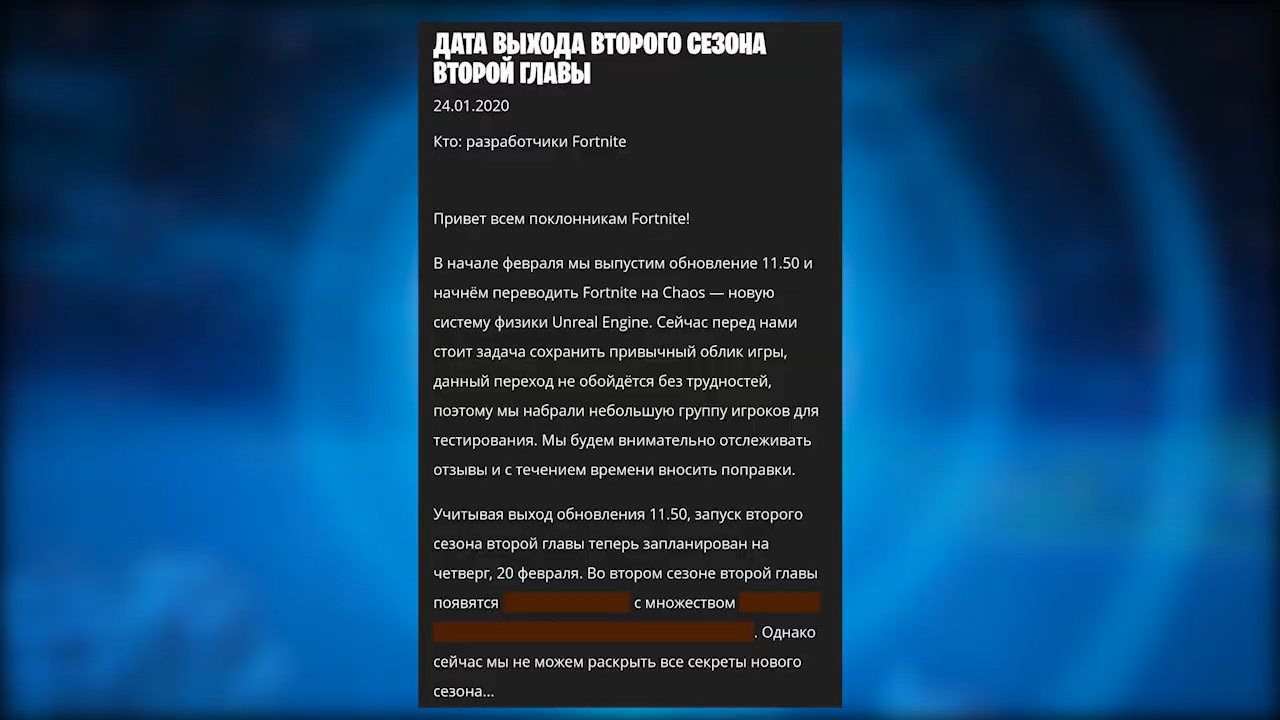 ДАТА ВЫХОДА ВТОРОГО СЕЗОНА
ВТОРОЙ ГЛАВЫ
24.01.2020
Кто: разработчики Fortnite
Привет всем поклонникам Fortnite!
В начале февраля мы выпустим обновление 11.50 и
начнём переводить Fortnite на Chaos — новую
систему физики Unreal Engine. Сейчас перед нами
стоит задача сохранить привычный облик игры,
данный переход не обойдётся без трудностей,
поэтому мы набрали небольшую группу игроков для
тестирования. Мы будем внимательно отслеживать
отзывы и с течением времени вносить поправки.
Учитывая выход обновления 11.50, запуск второго
сезона второй главы теперь запланирован на
четверг, 20 февраля. Во втором сезоне второй главы
появятся с множеством
. Однако
сейчас мы не можем раскрыть все секреты нового
сезона...